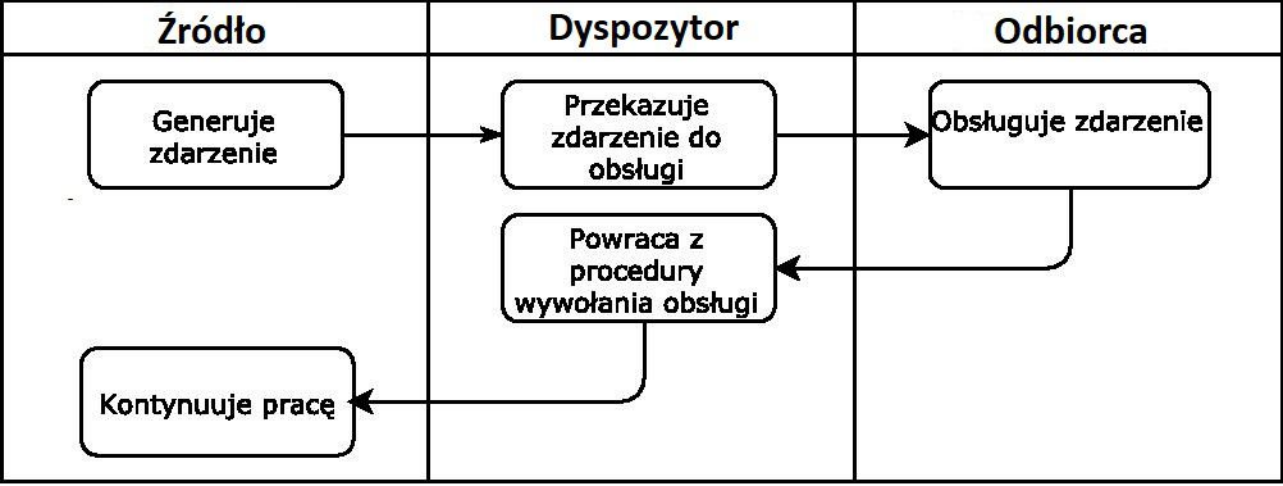 Źródło
Dyspozytor
Odbiorca
Generuje
zdarzenie
Przekazuje
zdarzenie do
obsługi
Obsługuje zdarzenie
Powraca z
procedury
wywołania obsługi
Kontynuuje pracę